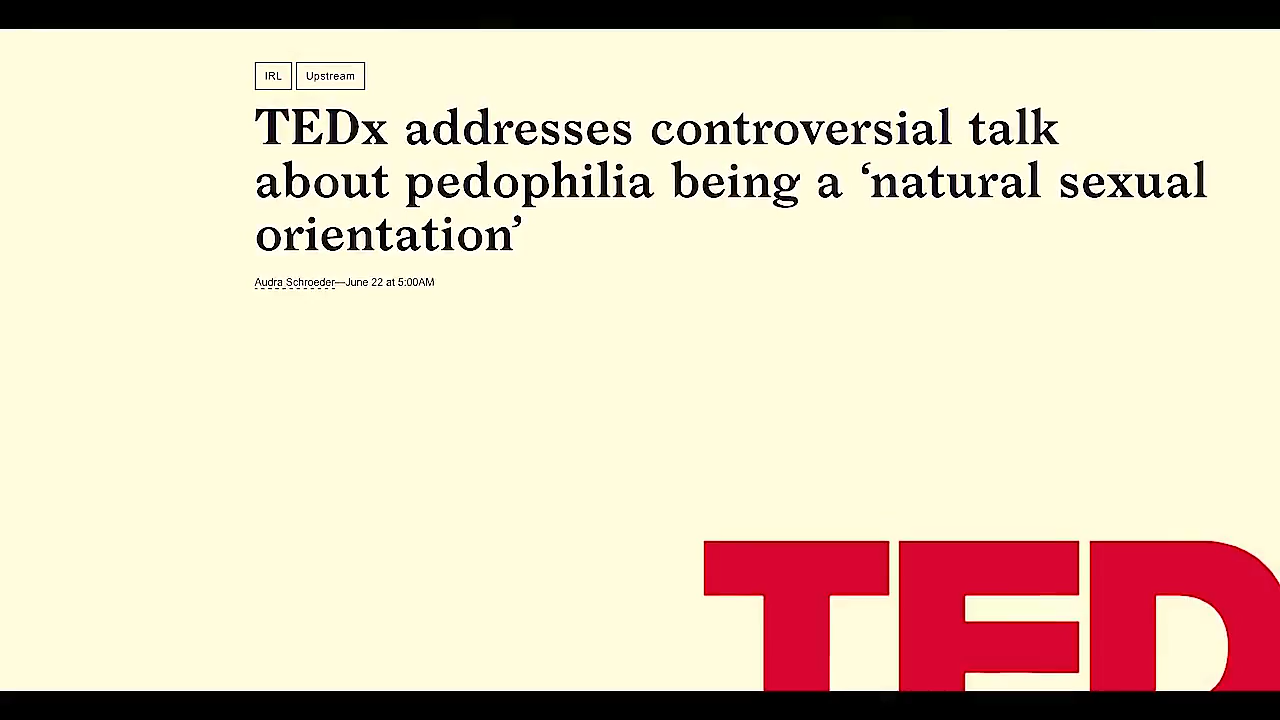 IRL Upstream
TEDx addresses controversial talk
about pedophilia being a ‘natural sexual
orientation’
Audra Schroeder—June 22 at 5:00AM
TED